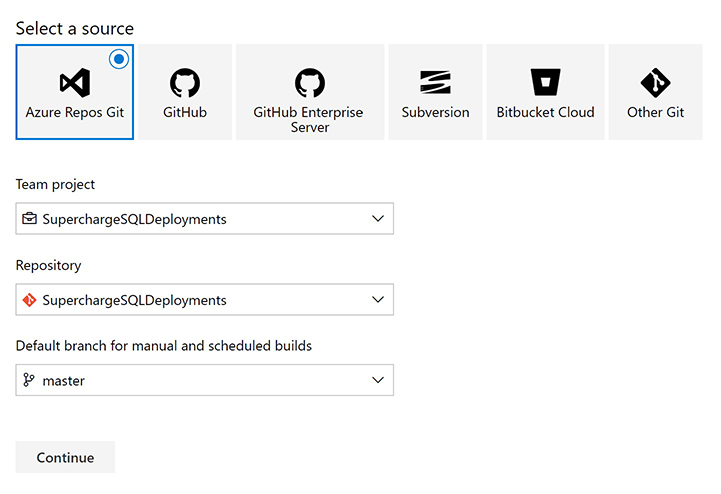 Select a source
Azure Repos Git
GitHub
GitHub Enterprise
Server
Subversion
Bitbucket Cloud
Other Git
Team project
SuperchargeSQLDeployments
Repository
SuperchargeSQLDeployments
Default branch for manual and scheduled builds
master
Continue